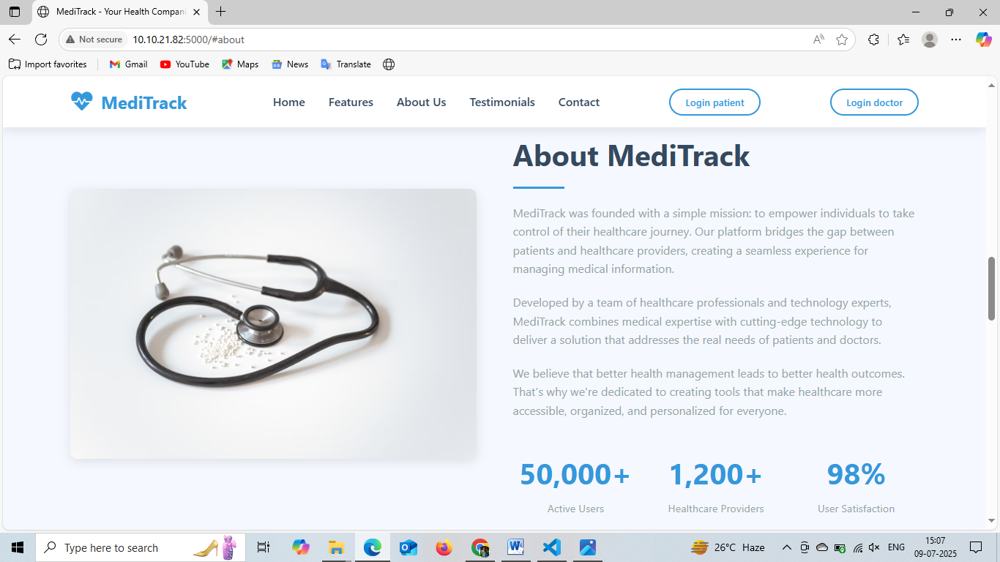 MediTrack - Your Health Compani
Not secure
10.10.21.82:5000/#about
Import favorites
Gmail
YouTube
Maps
News
Translate
MediTrack
Home
Features
About Us
Testimonials
Contact
Login patient
Login doctor
About MediTrack
MediTrack was founded with a simple mission: to empower individuals to take
control of their healthcare journey. Our platform bridges the gap between
patients and healthcare providers, creating a seamless experience for
managing medical information.
Developed by a team of healthcare professionals and technology experts,
MediTrack combines medical expertise with cutting-edge technology to
deliver a solution that addresses the real needs of patients and doctors.
We believe that better health management leads to better health outcomes.
That's why we're dedicated to creating tools that make healthcare more
accessible, organized, and personalized for everyone.
50,000+
1,200+
98%
Active Users
Healthcare Providers
User Satisfaction
Type here to search
26°C Haze
ENG
15:07
09-07-2025